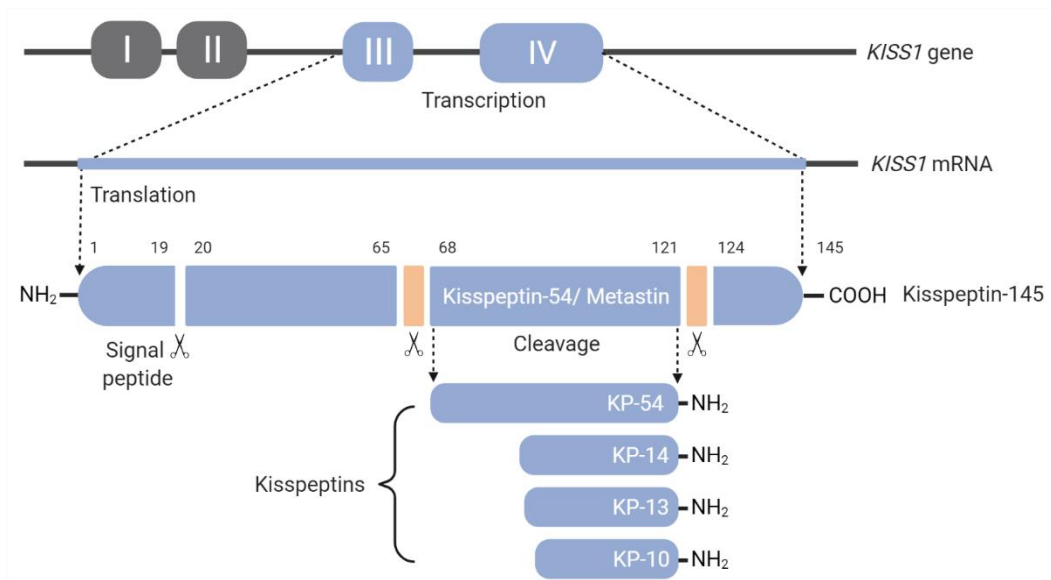 I II III IV KISS1 gene
Transcription
KISS1 mRNA
Translation
1 19 20 65 68 121 124 145
NH₂ Kisspeptin-54/ Metastin COOH Kisspeptin-145
Signal peptide
Cleavage
KP-54 NH₂
KP-14 NH₂
Kisspeptins
KP-13 NH₂
KP-10 NH₂